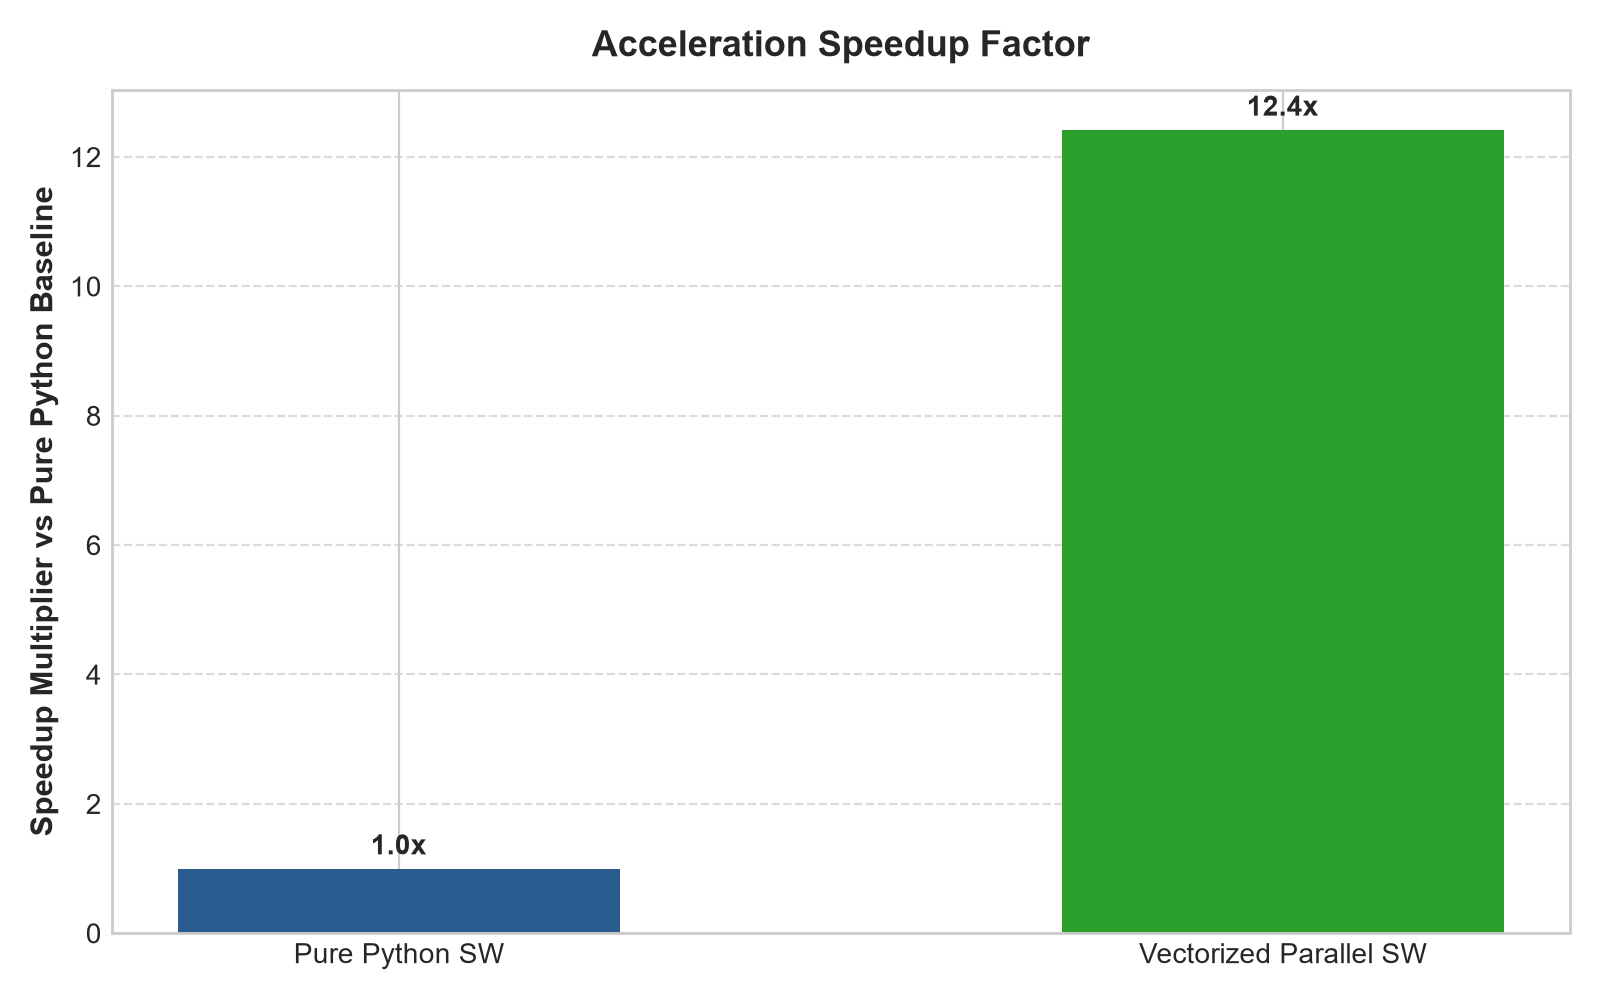 Acceleration Speedup Factor
Speedup Multiplier vs Pure Python Baseline
12
10
8
6
4
2
0
1.0x
12.4x
Pure Python SW
Vectorized Parallel SW